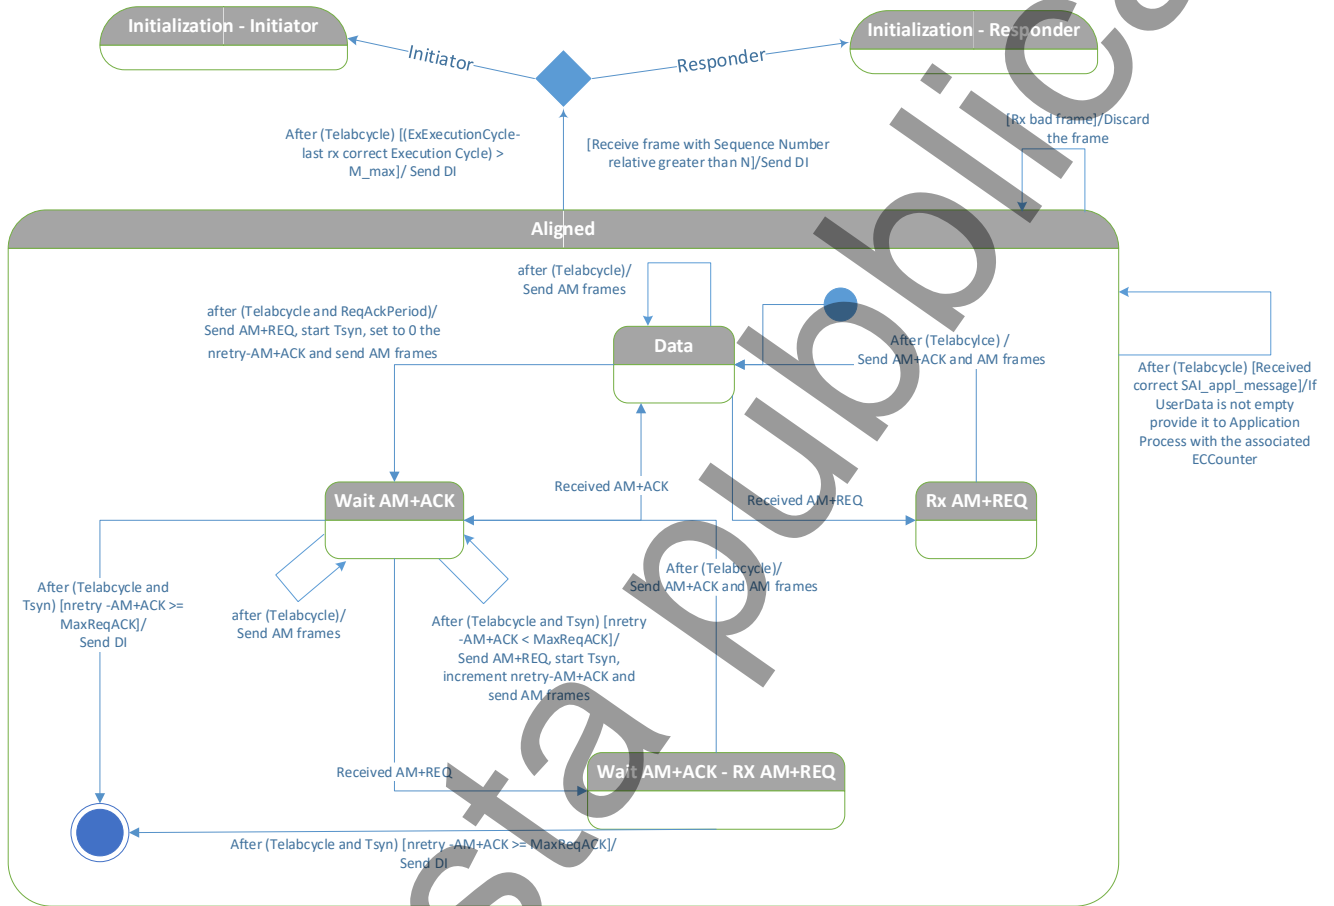 Initialization - Initiator
Initialization - Responder
Initiator
Responder
After (Telabcycle) [(ExExecutionCycle-
last rx correct Execution Cycle) >
M_max]/ Send DI
[Receive frame with Sequence Number
relative greater than N]/Send DI
[Rx bad frame]/Discard
the frame
Aligned
after (Telabcycle)/
Send AM frames
after (Telabcycle and ReqAckPeriod)/
Send AM+REQ, start Tsyn, set to 0 the
nretry-AM+ACK and send AM frames
Data
After (Telabcylce) /
Send AM+ACK and AM frames
After (Telabcycle) [Received
correct SAI_appl_message]/If
UserData is not empty
provide it to Application
Process with the associated
ECCounter
Wait AM+ACK
Received AM+ACK
Received AM+REQ
Rx AM+REQ
After (Telabcycle and
Tsyn) [nretry -AM+ACK >=
MaxReqACK]/
Send DI
after (Telabcycle)/
Send AM frames
After (Telabcycle and Tsyn) [nretry
-AM+ACK < MaxReqACK]/
Send AM+REQ, start Tsyn,
increment nretry-AM+ACK and
send AM frames
After (Telabcycle)/
Send AM+ACK and AM frames
Received AM+REQ
Wait AM+ACK - RX AM+REQ
After (Telabcycle and Tsyn) [nretry -AM+ACK >= MaxReqACK]/
Send DI
sta pubblica